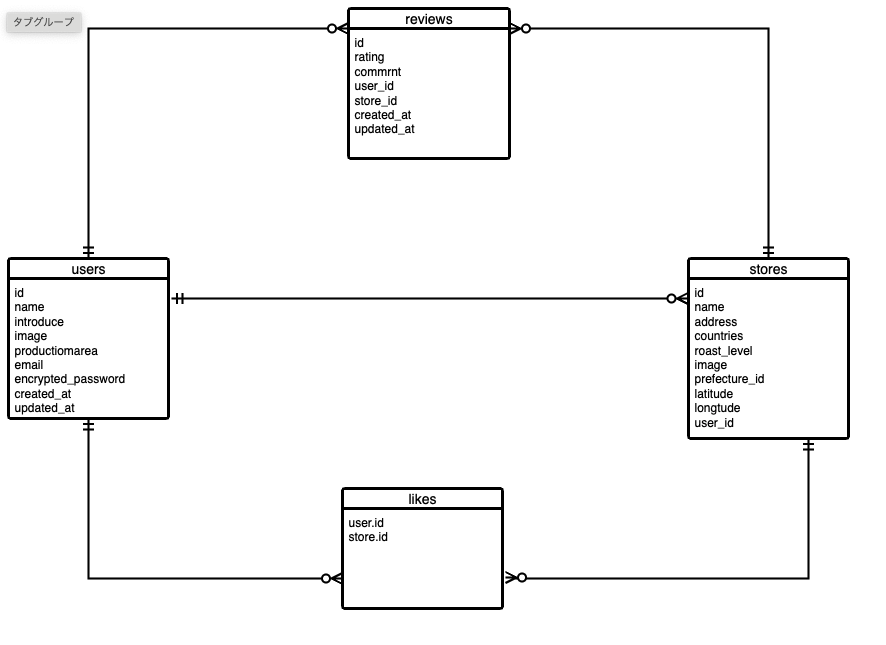 タブグループ
reviews
id
rating
commrnt
user_id
store_id
created_at
updated_at
users
id
name
introduce
image
productiomarea
email
encrypted_password
created_at
updated_at
stores
id
name
address
countries
roast_level
image
prefecture_id
latitude
longtude
user_id
likes
user.id
store.id